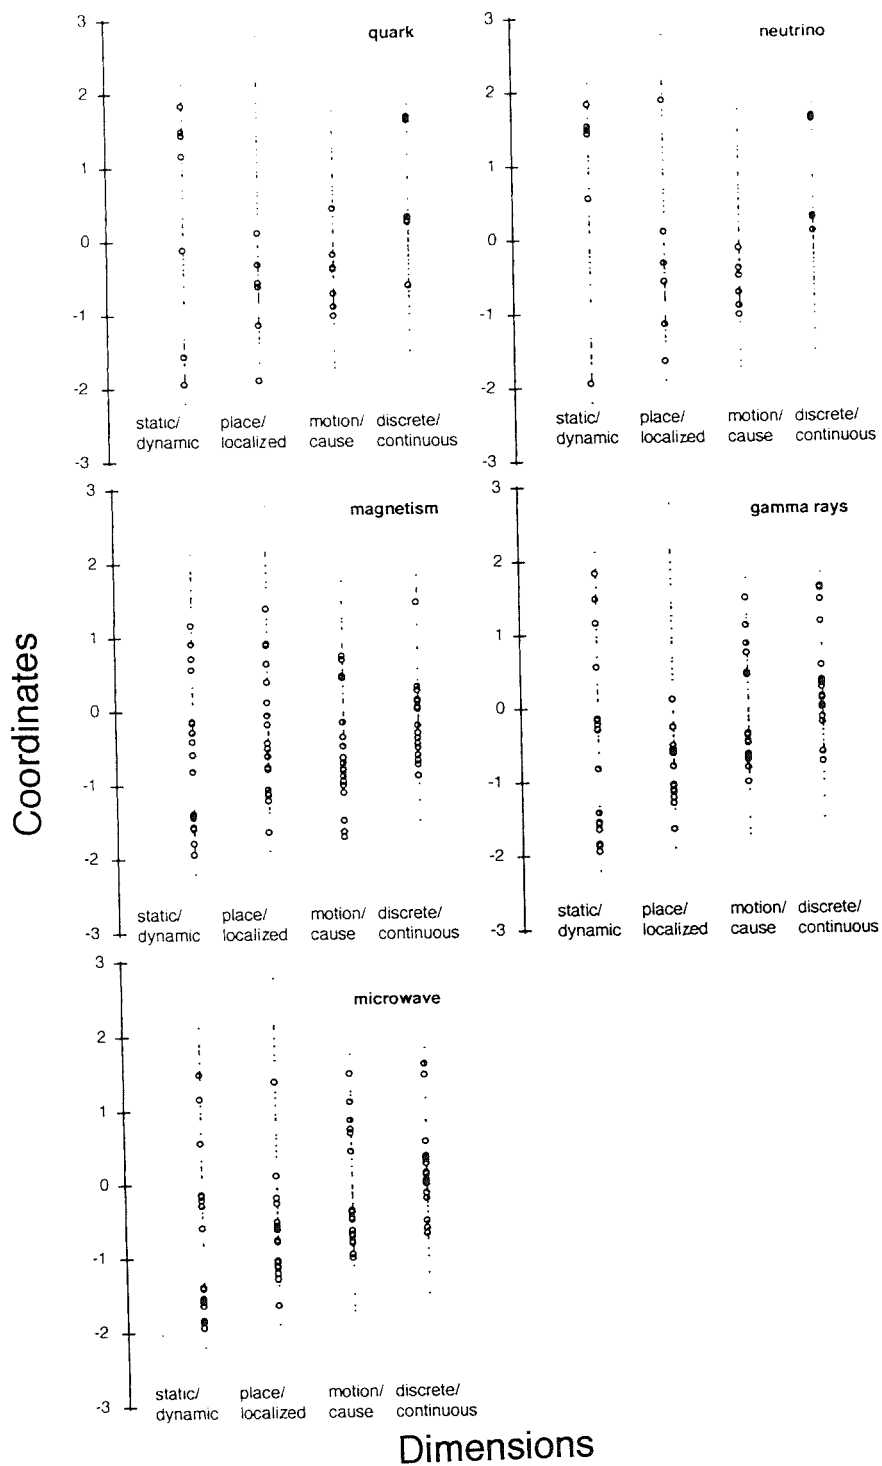 quark
3
2
1
0
-1
-2
-3
static/ place/ motion/ discrete/
dynamic localized cause continuous
neutrino
3
2
1
0
-1
-2
-3
static/ place/ motion/ discrete/
dynamic localized cause continuous
magnetism
3
2
1
0
-1
-2
-3
static/ place/ motion/ discrete/
dynamic localized cause continuous
gamma rays
3
2
1
0
-1
-2
-3
static/ place/ motion/ discrete/
dynamic localized cause continuous
Coordinates
microwave
3
2
1
0
-1
-2
-3
static/ place/ motion/ discrete/
dynamic localized cause continuous
Dimensions